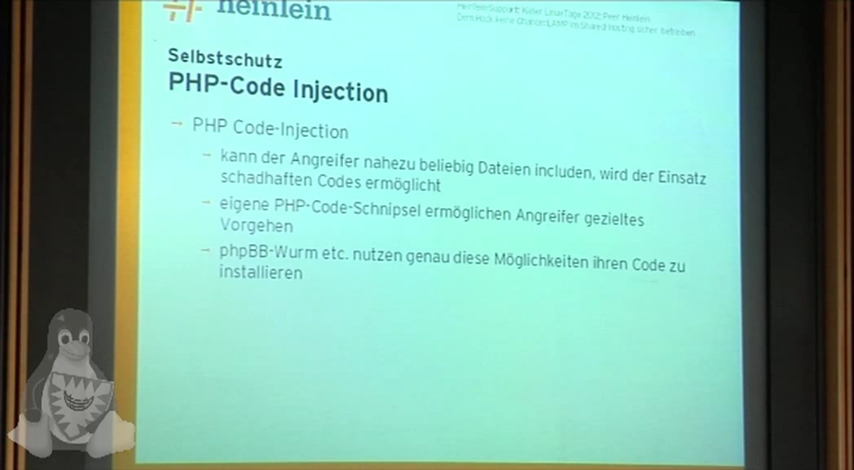 heinlein
Heinlein Support: Kieler LinuxTage 2012: Peer Heinlein
Dem Hack keine Chance: LAMP im Shared Hosting sicher betreiben
Selbstschutz
PHP-Code Injection
→ PHP Code-Injection
– kann der Angreifer nahezu beliebig Dateien includen, wird der Einsatz
schadhaften Codes ermöglicht
– eigene PHP-Code-Schnipsel ermöglichen Angreifer gezieltes
Vorgehen
– phpBB-Wurm etc. nutzen genau diese Möglichkeiten ihren Code zu
installieren